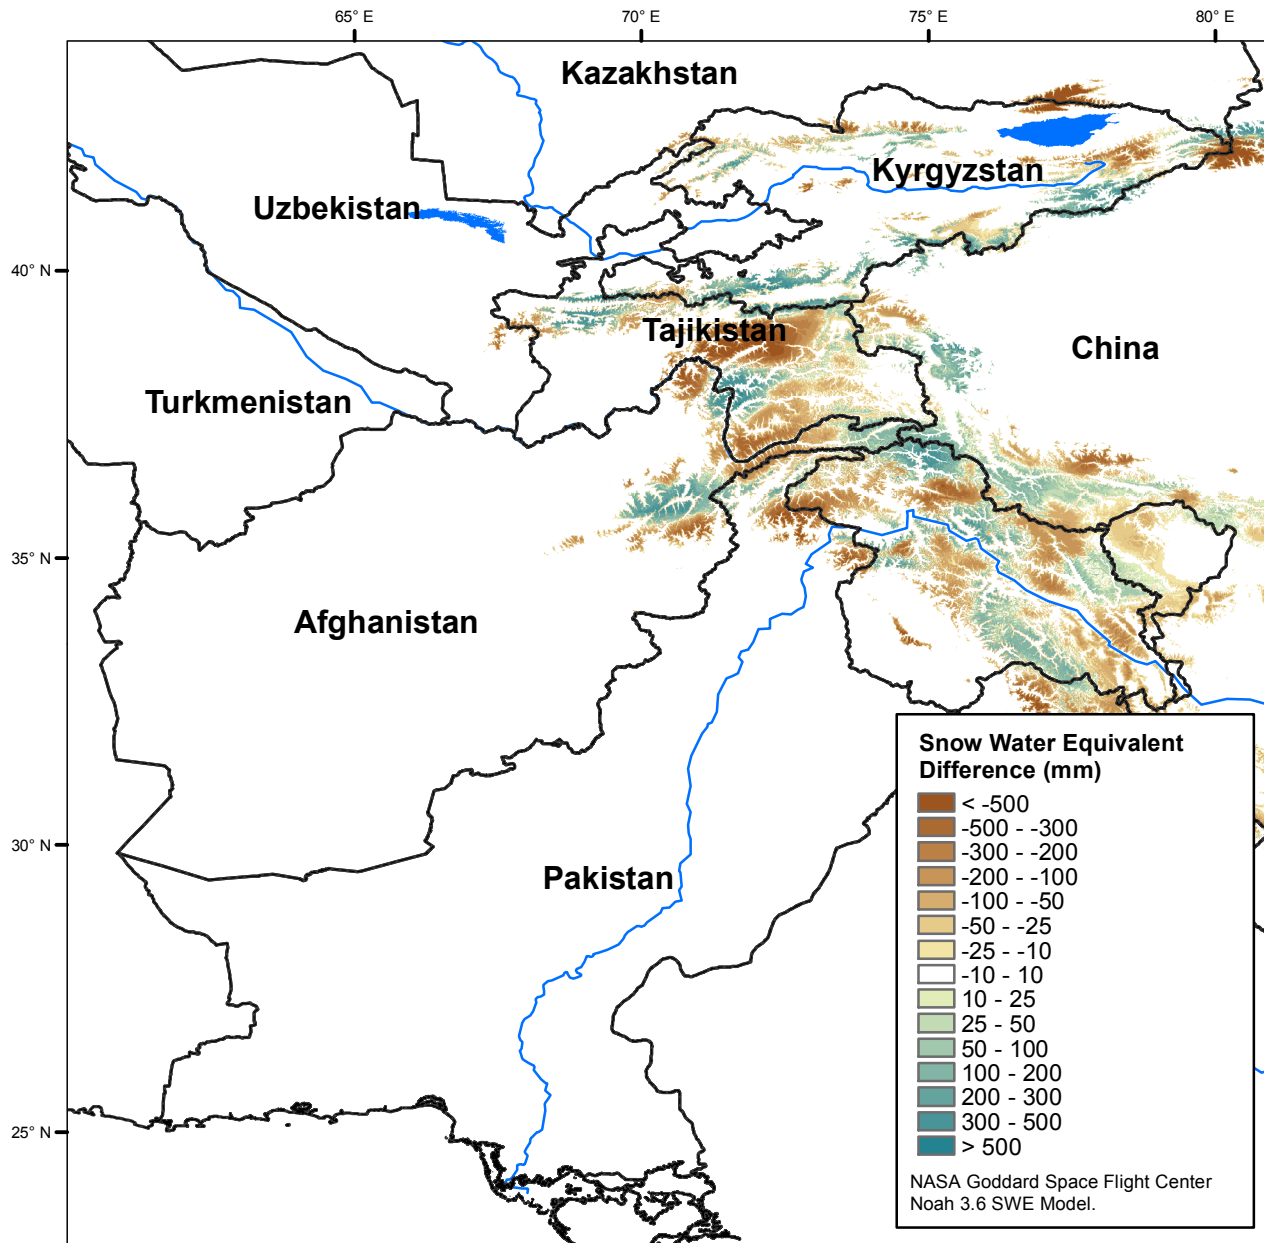 65° E
70° E
75° E
80° E
Kazakhstan
Kyrgyzstan
Uzbekistan
40° N
Tajikistan
China
Turkmenistan
35° N
Afghanistan
Snow Water Equivalent
Difference (mm)
< -500
-500 - -300
-300 - -200
-200 - -100
-100 - -50
-50 - -25
-25 - -10
-10 - 10
10 - 25
25 - 50
50 - 100
100 - 200
200 - 300
300 - 500
> 500
30° N
Pakistan
25° N
NASA Goddard Space Flight Center
Noah 3.6 SWE Model.